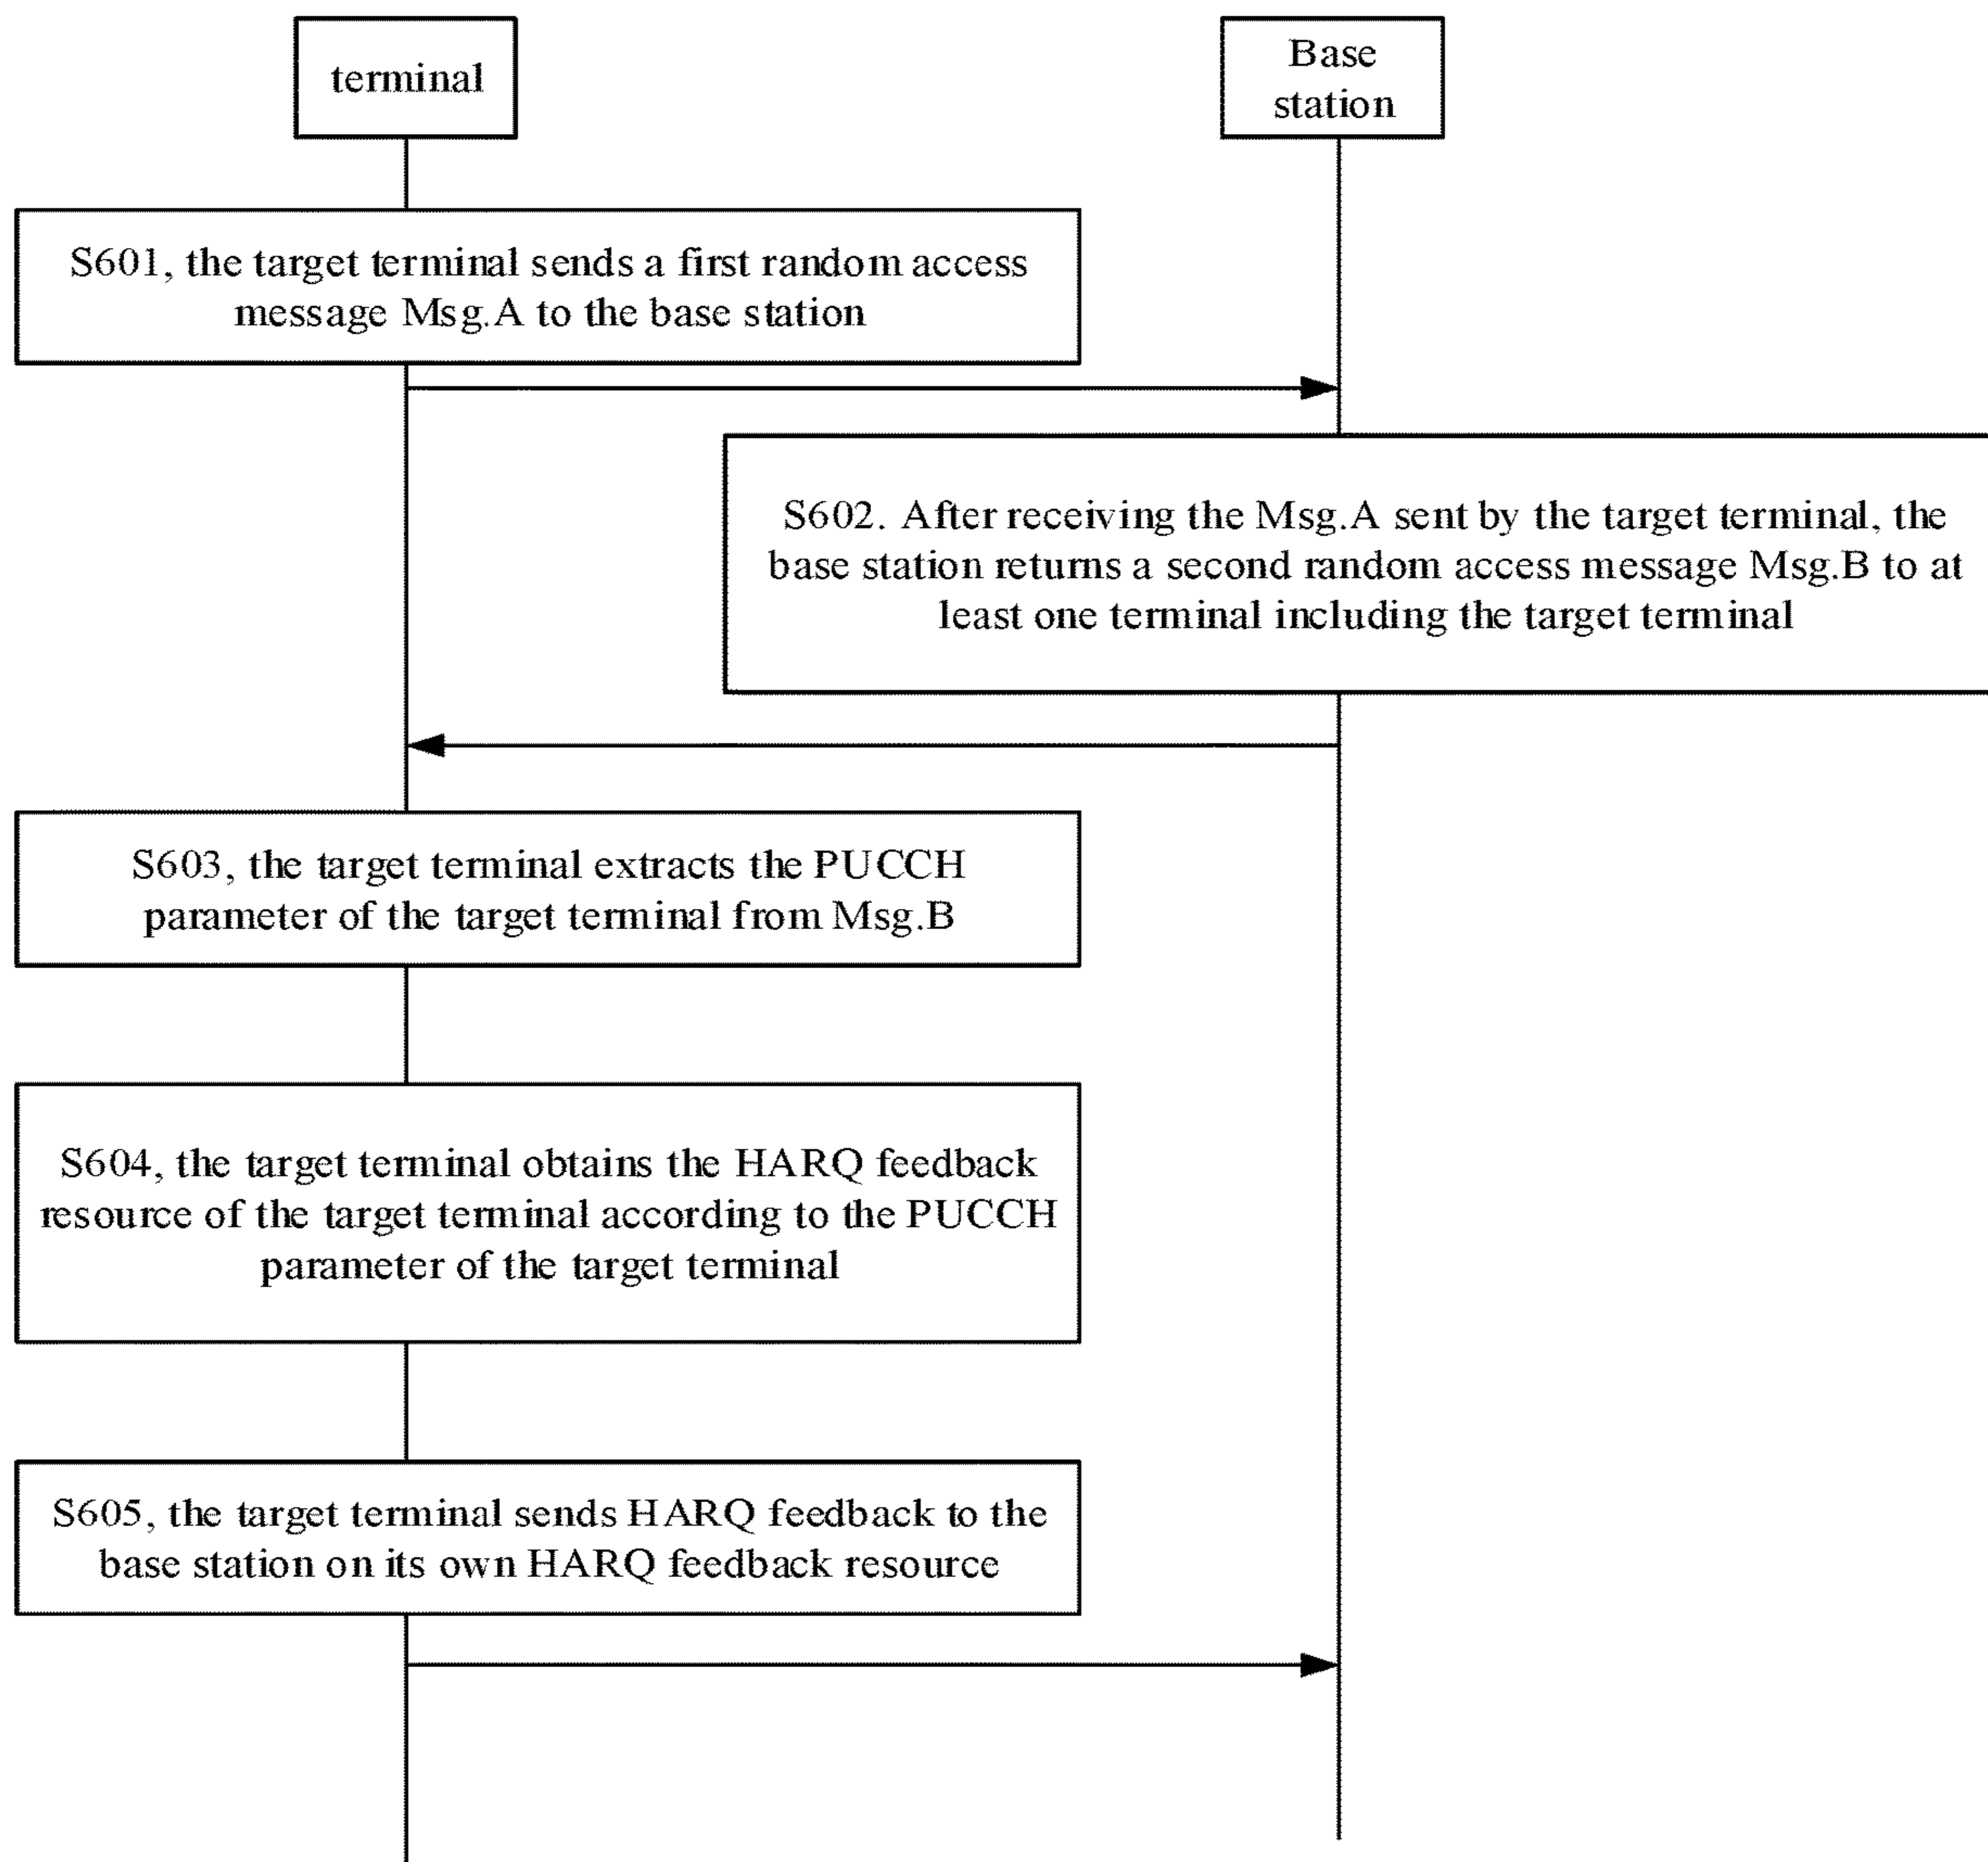 terminal
Base
station
S601, the target terminal sends a first random access
message Msg.A to the base station
S602. After receiving the Msg.A sent by the target terminal, the
base station returns a second random access message Msg.B to at
least one terminal including the target terminal
S603, the target terminal extracts the PUCCH
parameter of the target terminal from Msg.B
S604, the target terminal obtains the HARQ feedback
resource of the target terminal according to the PUCCH
parameter of the target terminal
S605, the target terminal sends HARQ feedback to the
base station on its own HARQ feedback resource